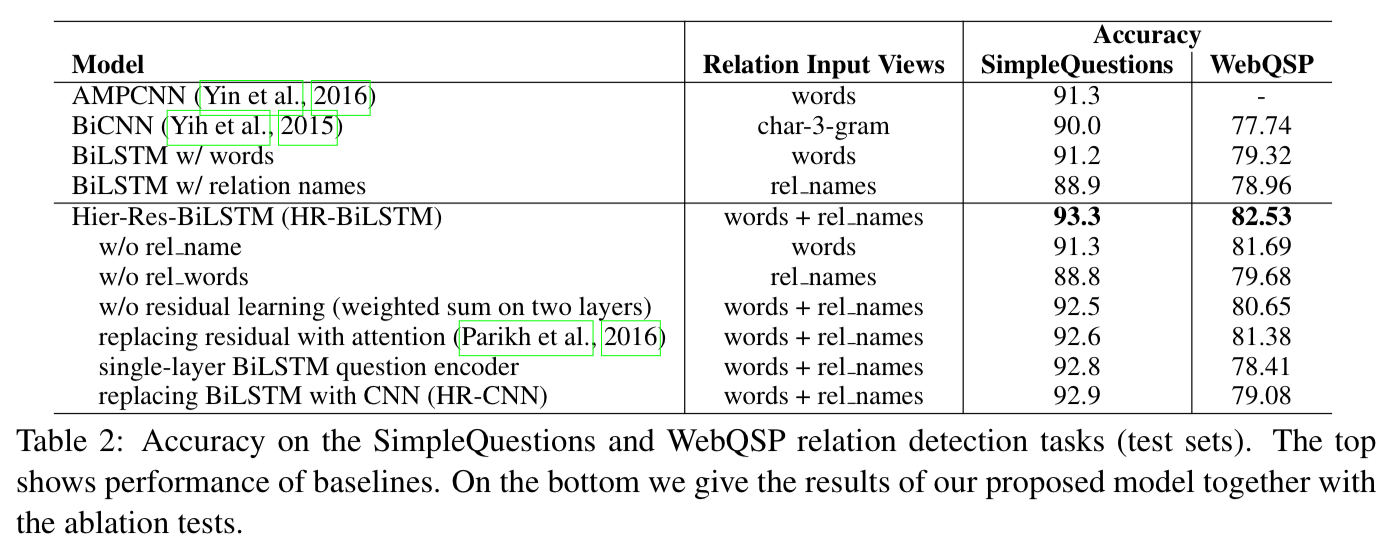 Accuracy
Model Relation Input Views SimpleQuestions WebQSP
AMPCNN (Yin et al., 2016) words 91.3 -
BiCNN (Yih et al., 2015) char-3-gram 90.0 77.74
BiLSTM w/ words words 91.2 79.32
BiLSTM w/ relation names rel_names 88.9 78.96
Hier-Res-BiLSTM (HR-BiLSTM) words + rel_names 93.3 82.53
w/o rel_name words 91.3 81.69
w/o rel_words rel_names 88.8 79.68
w/o residual learning (weighted sum on two layers) words + rel_names 92.5 80.65
replacing residual with attention (Parikh et al., 2016) words + rel_names 92.6 81.38
single-layer BiLSTM question encoder words + rel_names 92.8 78.41
replacing BiLSTM with CNN (HR-CNN) words + rel_names 92.9 79.08
Table 2: Accuracy on the SimpleQuestions and WebQSP relation detection tasks (test sets). The top
shows performance of baselines. On the bottom we give the results of our proposed model together with
the ablation tests.